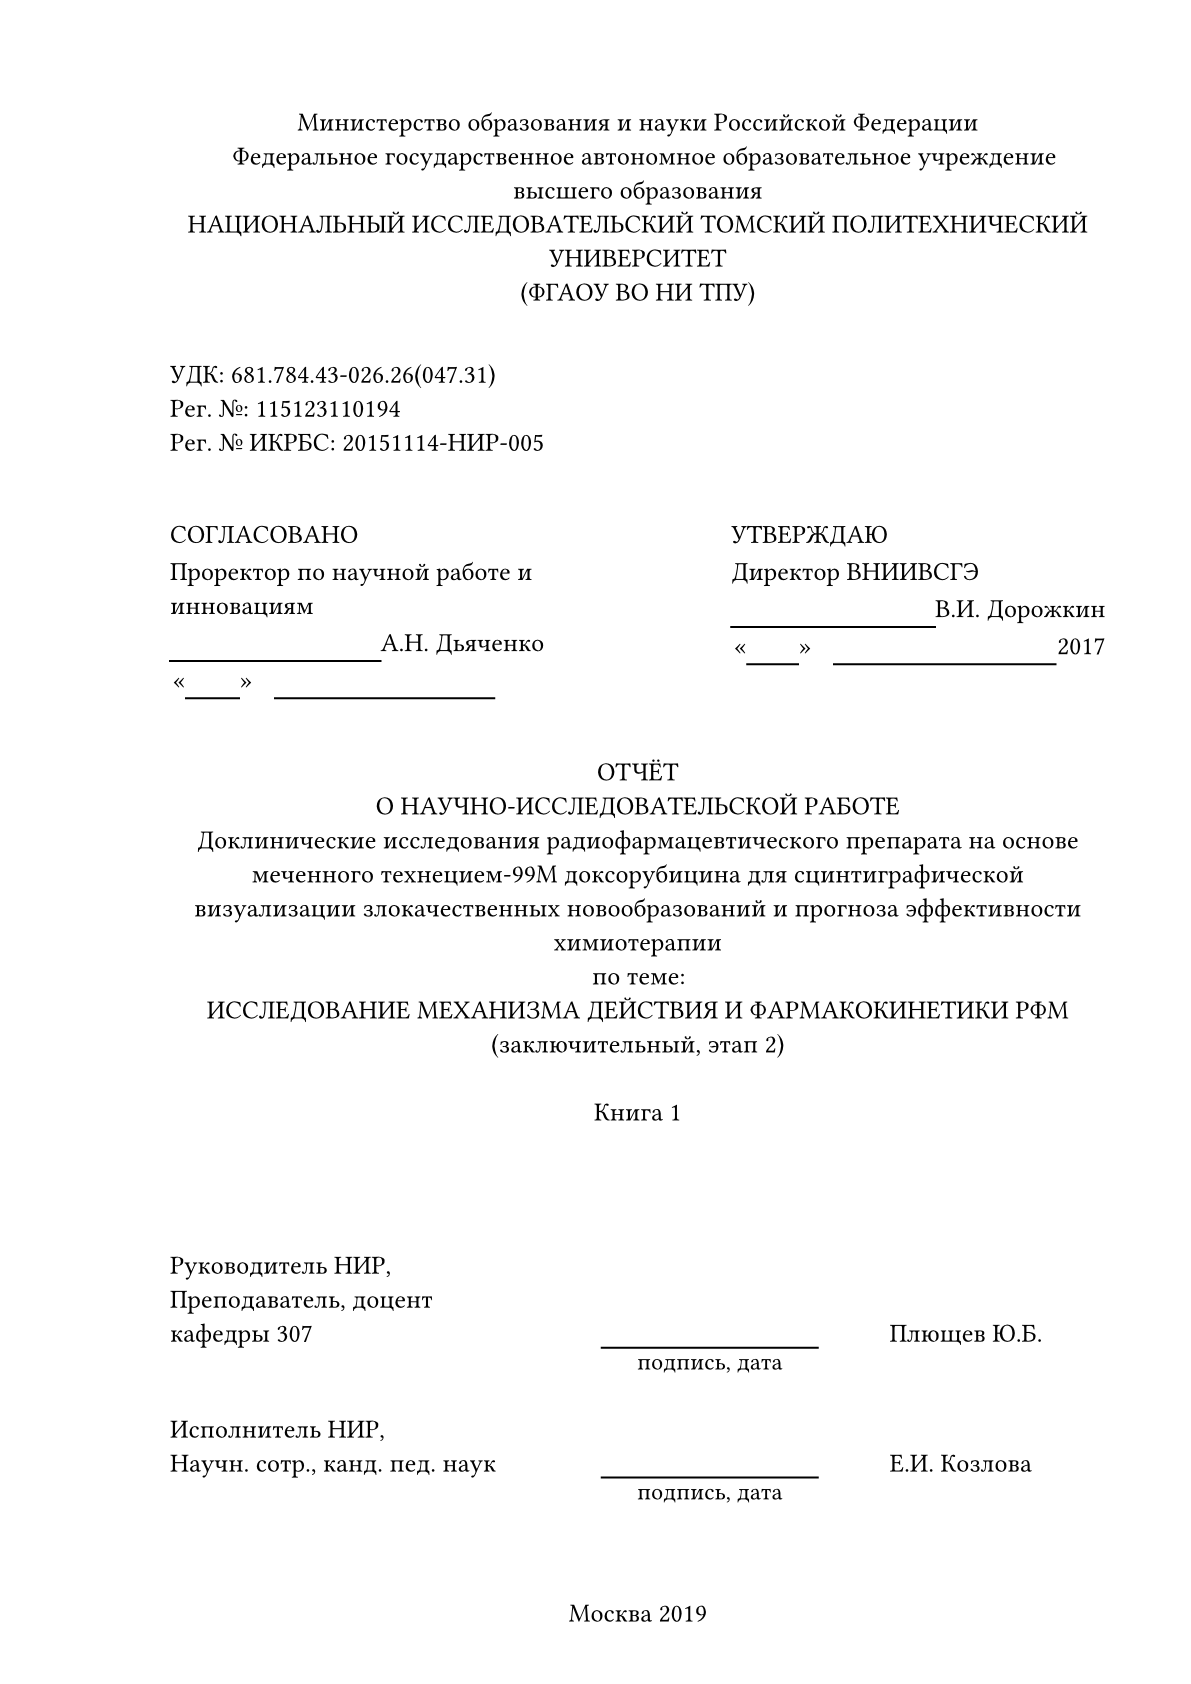 Министерство образования и науки Российской Федерации
Федеральное государственное автономное образовательное учреждение
высшего образования
НАЦИОНАЛЬНЫЙ ИССЛЕДОВАТЕЛЬСКИЙ ТОМСКИЙ ПОЛИТЕХНИЧЕСКИЙ
УНИВЕРСИТЕТ
(ФГАОУ ВО НИ ТПУ)
УДК: 681.784.43-026.26(047.31)
Рег. №: 115123110194
Рег. № ИКРБС: 20151114-НИР-005
СОГЛАСОВАНО
Проректор по научной работе и
инновациям
А.Н. Дьяченко
« »
УТВЕРЖДАЮ
Директор ВНИИВСГЭ
В.И. Дорожкин
« » 2017
ОТЧЁТ
О НАУЧНО-ИССЛЕДОВАТЕЛЬСКОЙ РАБОТЕ
Доклинические исследования радиофармацевтического препарата на основе
меченного технецием-99М доксорубицина для сцинтиграфической
визуализации злокачественных новообразований и прогноза эффективности
химиотерапии
по теме:
ИССЛЕДОВАНИЕ МЕХАНИЗМА ДЕЙСТВИЯ И ФАРМАКОКИНЕТИКИ РФМ
(заключительный, этап 2)
Книга 1
Руководитель НИР,
Преподаватель, доцент
кафедры 307 Плющев Ю.Б.
подпись, дата
Исполнитель НИР,
Научн. сотр., канд. пед. наук Е.И. Козлова
подпись, дата
Москва 2019